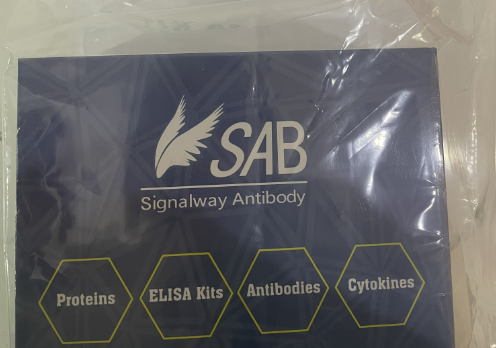 SAB
Signalway Antibody
Proteins
ELISA Kits
Antibodies
Cytokines